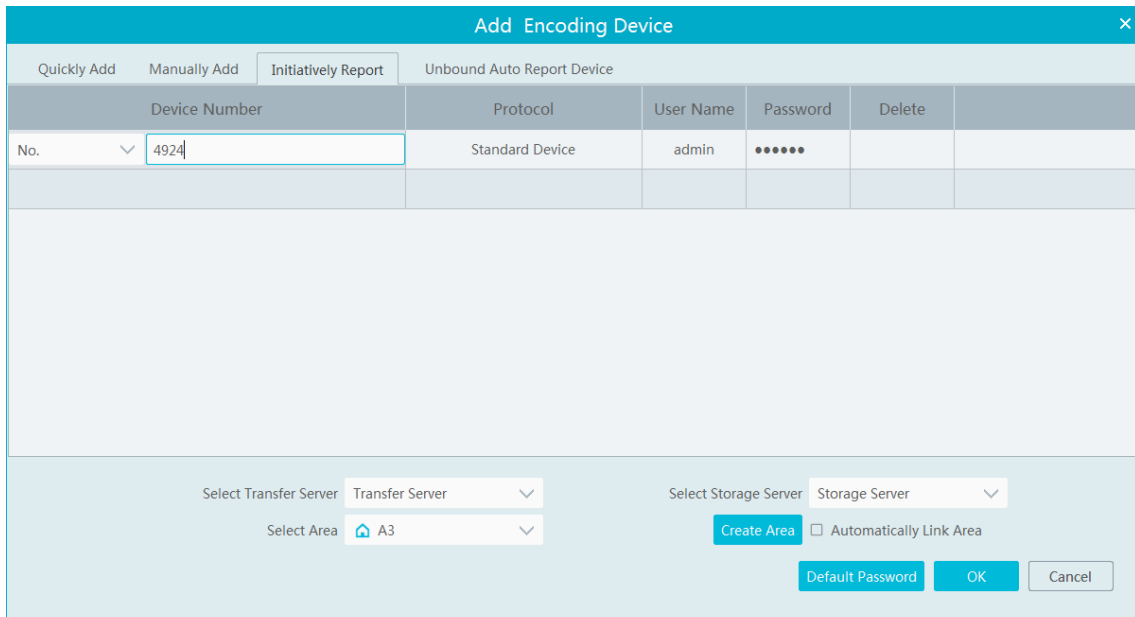 Add Encoding Device
Quickly Add Manually Add Initiatively Report Unbound Auto Report Device
Device Number Protocol User Name Password Delete
No. 4924 Standard Device admin ●●●●●●
Select Transfer Server Transfer Server Select Storage Server Storage Server
Select Area A3 Create Area Automatically Link Area
Default Password OK Cancel